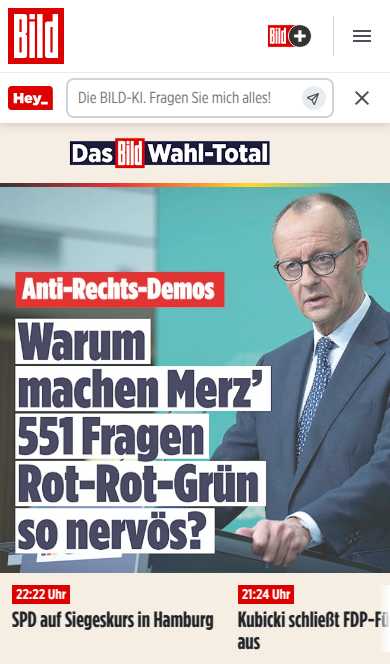 Bild
Bild
Hey_
Die BILD-KI. Fragen Sie mich alles!
Das Bild Wahl-Total
Anti-Rechts-Demos
Warum
machen Merz’
551 Fragen
Rot-Rot-Grün
so nervös?
22:22 Uhr
21:24 Uhr
SPD auf Siegeskurs in Hamburg
Kubicki schließt FDP-Fü
aus